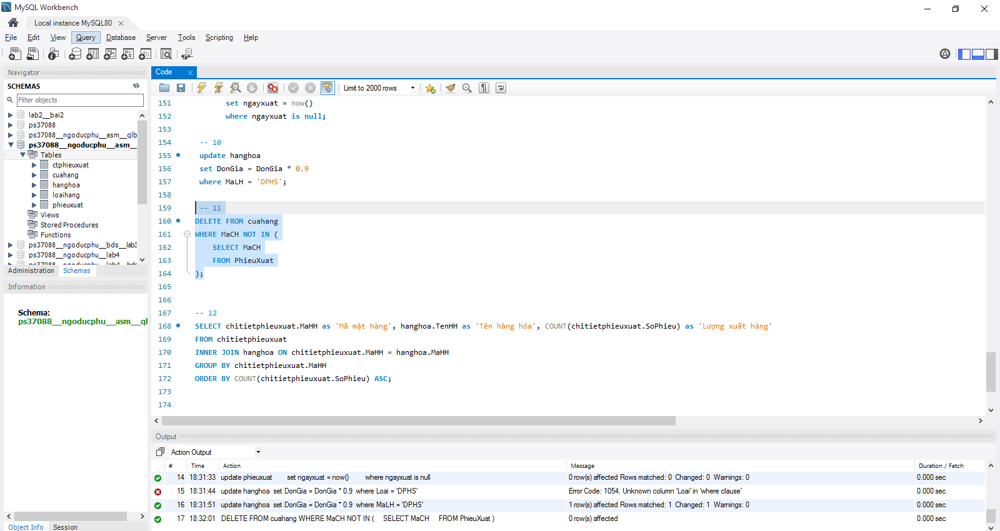 MySQL Workbench
Local instance MySQL80
File Edit View Query Database Server Tools Scripting Help
Navigator
SCHEMAS
Filter objects
lab2__bai2
ps37088
ps37088__ngoducphu__asm__qlb
ps37088__ngoducphu__asm__
Tables
ctphieuxuat
cuahang
hanghoa
loaihang
phieuxuat
Views
Stored Procedures
Functions
ps37088__ngoducphu__bds__lab3
ps37088__ngoducphu__lab4
ps37088__ngoducphu__lab4__bds
Administration Schemas
Information
Schema:
ps37088__ngoducphu__asm__ql
Object Info Session
Code
Limit to 2000 rows
151 set ngayxuat = now()
152 where ngayxuat is null;
153
154 -- 10
155 update hanghoa
156 set DonGia = DonGia * 0.9
157 where MaLH = 'DPHS';
158
159 -- 11
160 DELETE FROM cuahang
161 WHERE MaCH NOT IN (
162 SELECT MaCH
163 FROM PhieuXuat
164 );
165
166
167 -- 12
168 SELECT chitietphieuxuat.MaHH as 'Mã mặt hàng', hanghoa.TenHH as 'Tên hàng hóa', COUNT(chitietphieuxuat.SoPhieu) as 'Lượng xuất hàng'
169 FROM chitietphieuxuat
170 INNER JOIN hanghoa ON chitietphieuxuat.MaHH = hanghoa.MaHH
171 GROUP BY chitietphieuxuat.MaHH
172 ORDER BY COUNT(chitietphieuxuat.SoPhieu) ASC;
173
174
Output
Action Output
# Time Action Message Duration / Fetch
14 18:31:33 update phieuxuat set ngayxuat = now() where ngayxuat is null 0 row(s) affected Rows matched: 0 Changed: 0 Warnings: 0 0.000 sec
15 18:31:44 update hanghoa set DonGia = DonGia * 0.9 where Loai = 'DPHS' Error Code: 1054. Unknown column 'Loai' in 'where clause' 0.000 sec
16 18:31:51 update hanghoa set DonGia = DonGia * 0.9 where MaLH = 'DPHS' 1 row(s) affected Rows matched: 1 Changed: 1 Warnings: 0 0.000 sec
17 18:32:01 DELETE FROM cuahang WHERE MaCH NOT IN ( SELECT MaCH FROM PhieuXuat ) 0 row(s) affected 0.000 sec